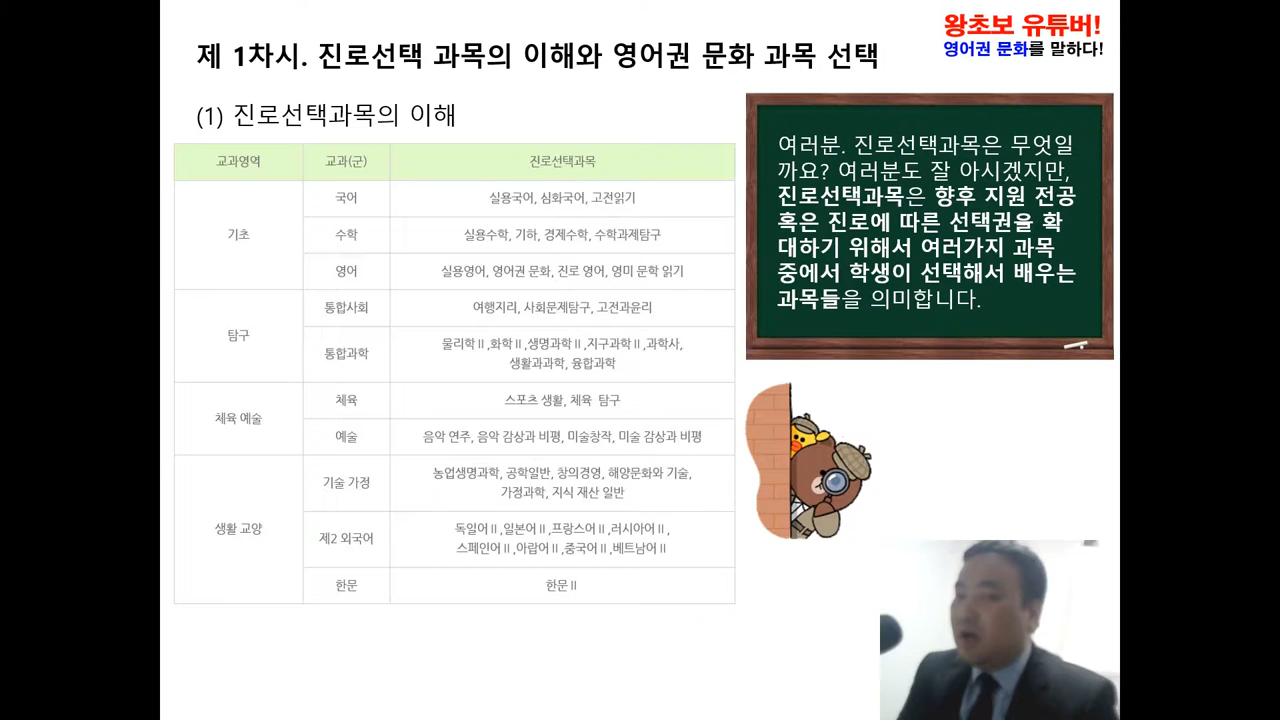 제 1차시. 진로선택 과목의 이해와 영어권 문화 과목 선택
왕초보 유튜버!
영어권 문화를 말하다!
(1) 진로선택과목의 이해
교과영역 교과(군) 진로선택과목
기초
국어 실용국어, 심화국어, 고전읽기
수학 실용수학, 기하, 경제수학, 수학과제탐구
영어 실용영어, 영어권 문화, 진로 영어, 영미 문학 읽기
탐구
통합사회 여행지리, 사회문제탐구, 고전과윤리
통합과학 물리학Ⅱ,화학Ⅱ,생명과학Ⅱ,지구과학Ⅱ,과학사,
생활과과학, 융합과학
체육 예술
체육 스포츠 생활, 체육 탐구
예술 음악 연주, 음악 감상과 비평, 미술창작, 미술 감상과 비평
생활 교양
기술 가정 농업생명과학, 공학일반, 창의경영, 해양문화와 기술,
가정과학, 지식 재산 일반
제2 외국어 독일어Ⅱ,일본어Ⅱ,프랑스어Ⅱ,러시아어Ⅱ,
스페인어Ⅱ,아랍어Ⅱ,중국어Ⅱ,베트남어Ⅱ
한문 한문Ⅱ
여러분. 진로선택과목은 무엇일
까요? 여러분도 잘 아시겠지만,
진로선택과목은 향후 지원 전공
혹은 진로에 따른 선택권을 확
대하기 위해서 여러가지 과목
중에서 학생이 선택해서 배우는
과목들을 의미합니다.